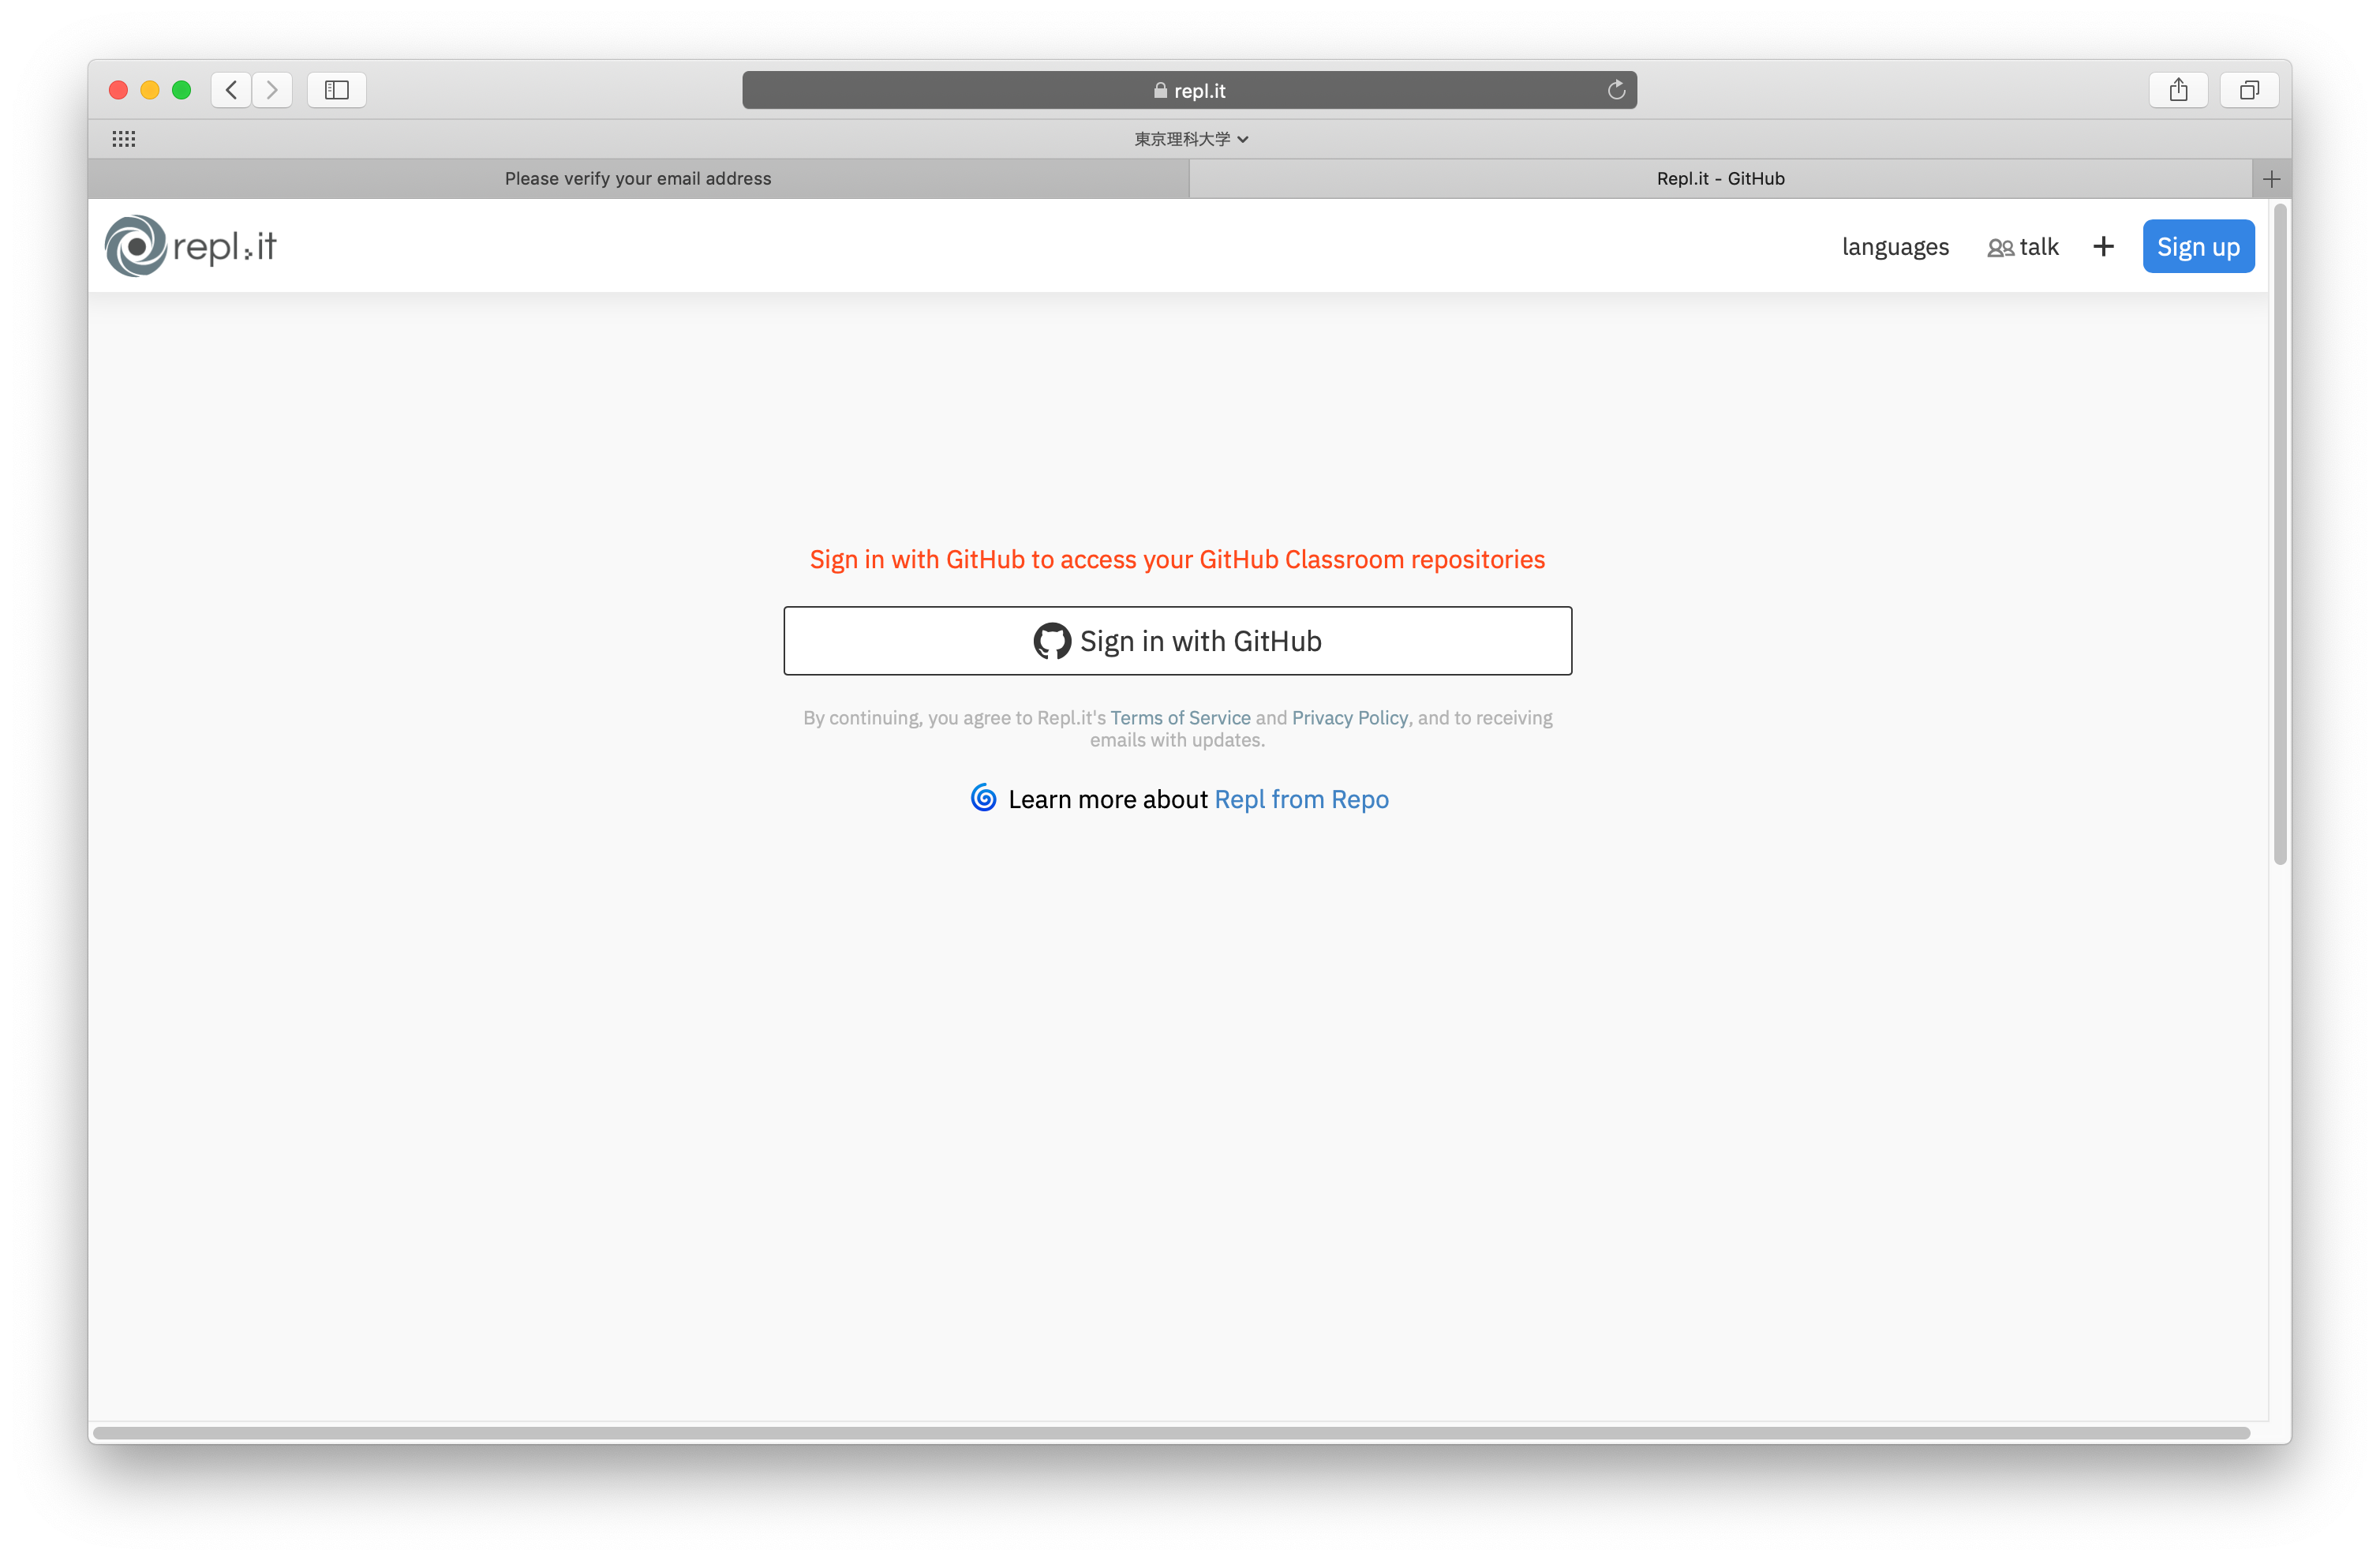 repl.it
東京理科大学
Please verify your email address
Repl.it - GitHub
repl.it
languages
talk
Sign up
Sign in with GitHub to access your GitHub Classroom repositories
Sign in with GitHub
By continuing, you agree to Repl.it's Terms of Service and Privacy Policy, and to receiving
emails with updates.
Learn more about Repl from Repo